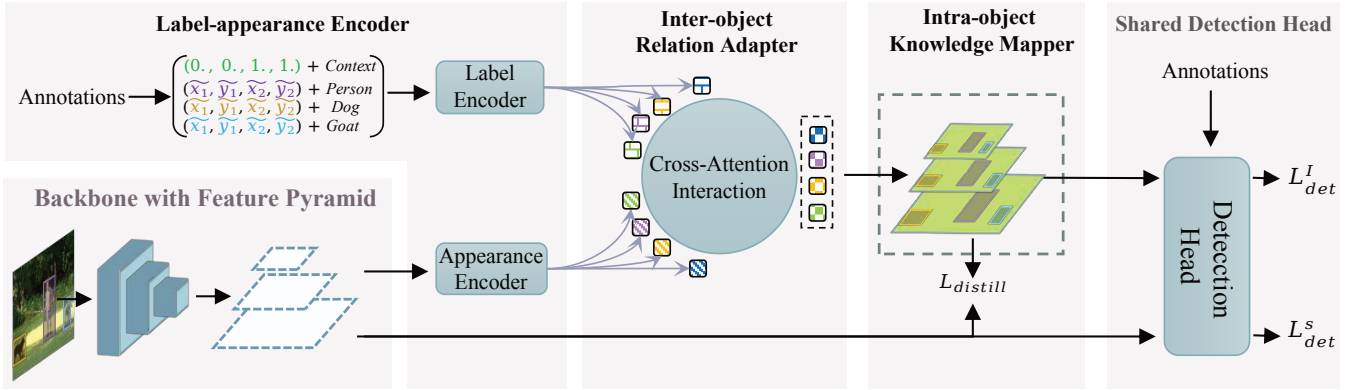 Label-appearance Encoder
Annotations
(0., 0., 1., 1.) + Context
(x̃₁, ỹ₁, x̃₂, ỹ₂) + Person
(x̃₁, ỹ₁, x̃₂, ỹ₂) + Dog
(x̃₁, ỹ₁, x̃₂, ỹ₂) + Goat
Label
Encoder
Backbone with Feature Pyramid
Appearance
Encoder
Inter-object
Relation Adapter
Cross-Attention
Interaction
Intra-object
Knowledge Mapper
L_distill
Shared Detection Head
Annotations
Detecction
Head
L^I_det
L^s_det